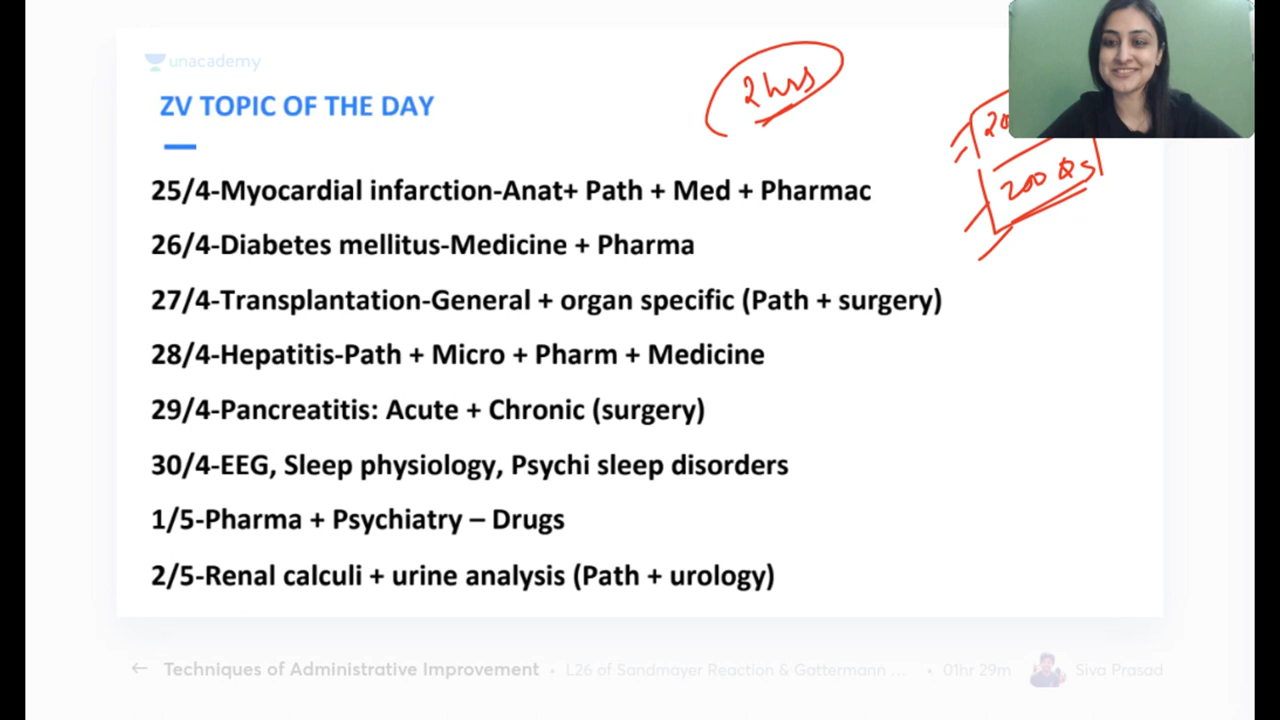 unacademy
ZV TOPIC OF THE DAY
2 hrs
200 Qs
25/4-Myocardial infarction-Anat+ Path + Med + Pharmac
26/4-Diabetes mellitus-Medicine + Pharma
27/4-Transplantation-General + organ specific (Path + surgery)
28/4-Hepatitis-Path + Micro + Pharm + Medicine
29/4-Pancreatitis: Acute + Chronic (surgery)
30/4-EEG, Sleep physiology, Psychi sleep disorders
1/5-Pharma + Psychiatry – Drugs
2/5-Renal calculi + urine analysis (Path + urology)
← Techniques of Administrative Improvement • L26 of Sandmayer Reaction & Gattermann ... • 01hr 29m Siva Prasad